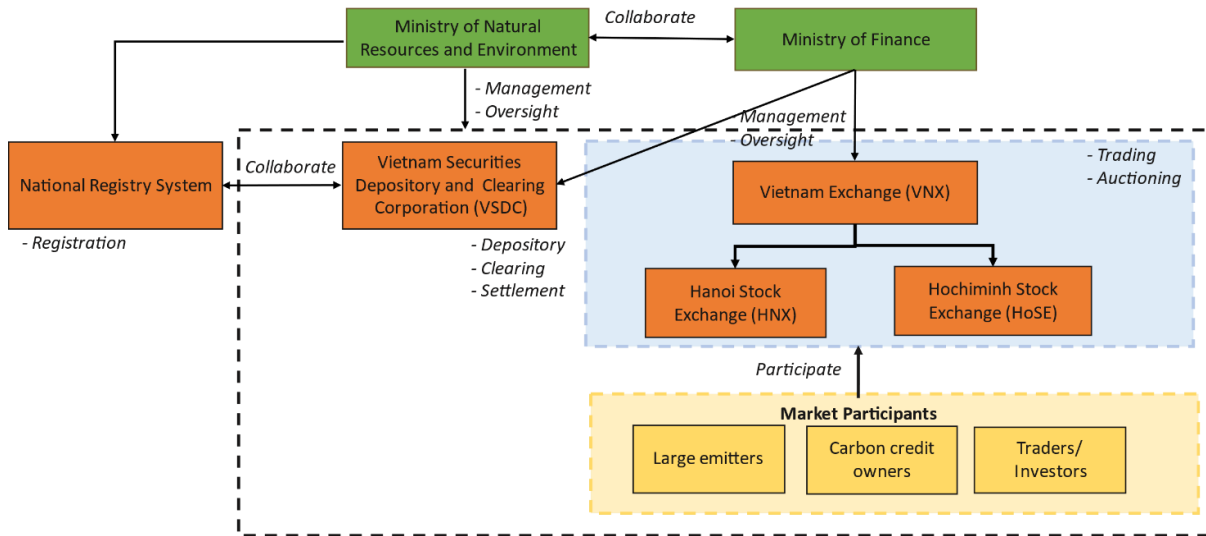 Collaborate
Ministry of Natural
Resources and Environment
Ministry of Finance
- Management
- Oversight
- Management
- Oversight
National Registry System
- Registration
Collaborate
Vietnam Securities
Depository and Clearing
Corporation (VSDC)
- Depository
- Clearing
- Settlement
- Trading
- Auctioning
Vietnam Exchange (VNX)
Hanoi Stock
Exchange (HNX)
Hochiminh Stock
Exchange (HoSE)
Participate
Market Participants
Large emitters
Carbon credit
owners
Traders/
Investors